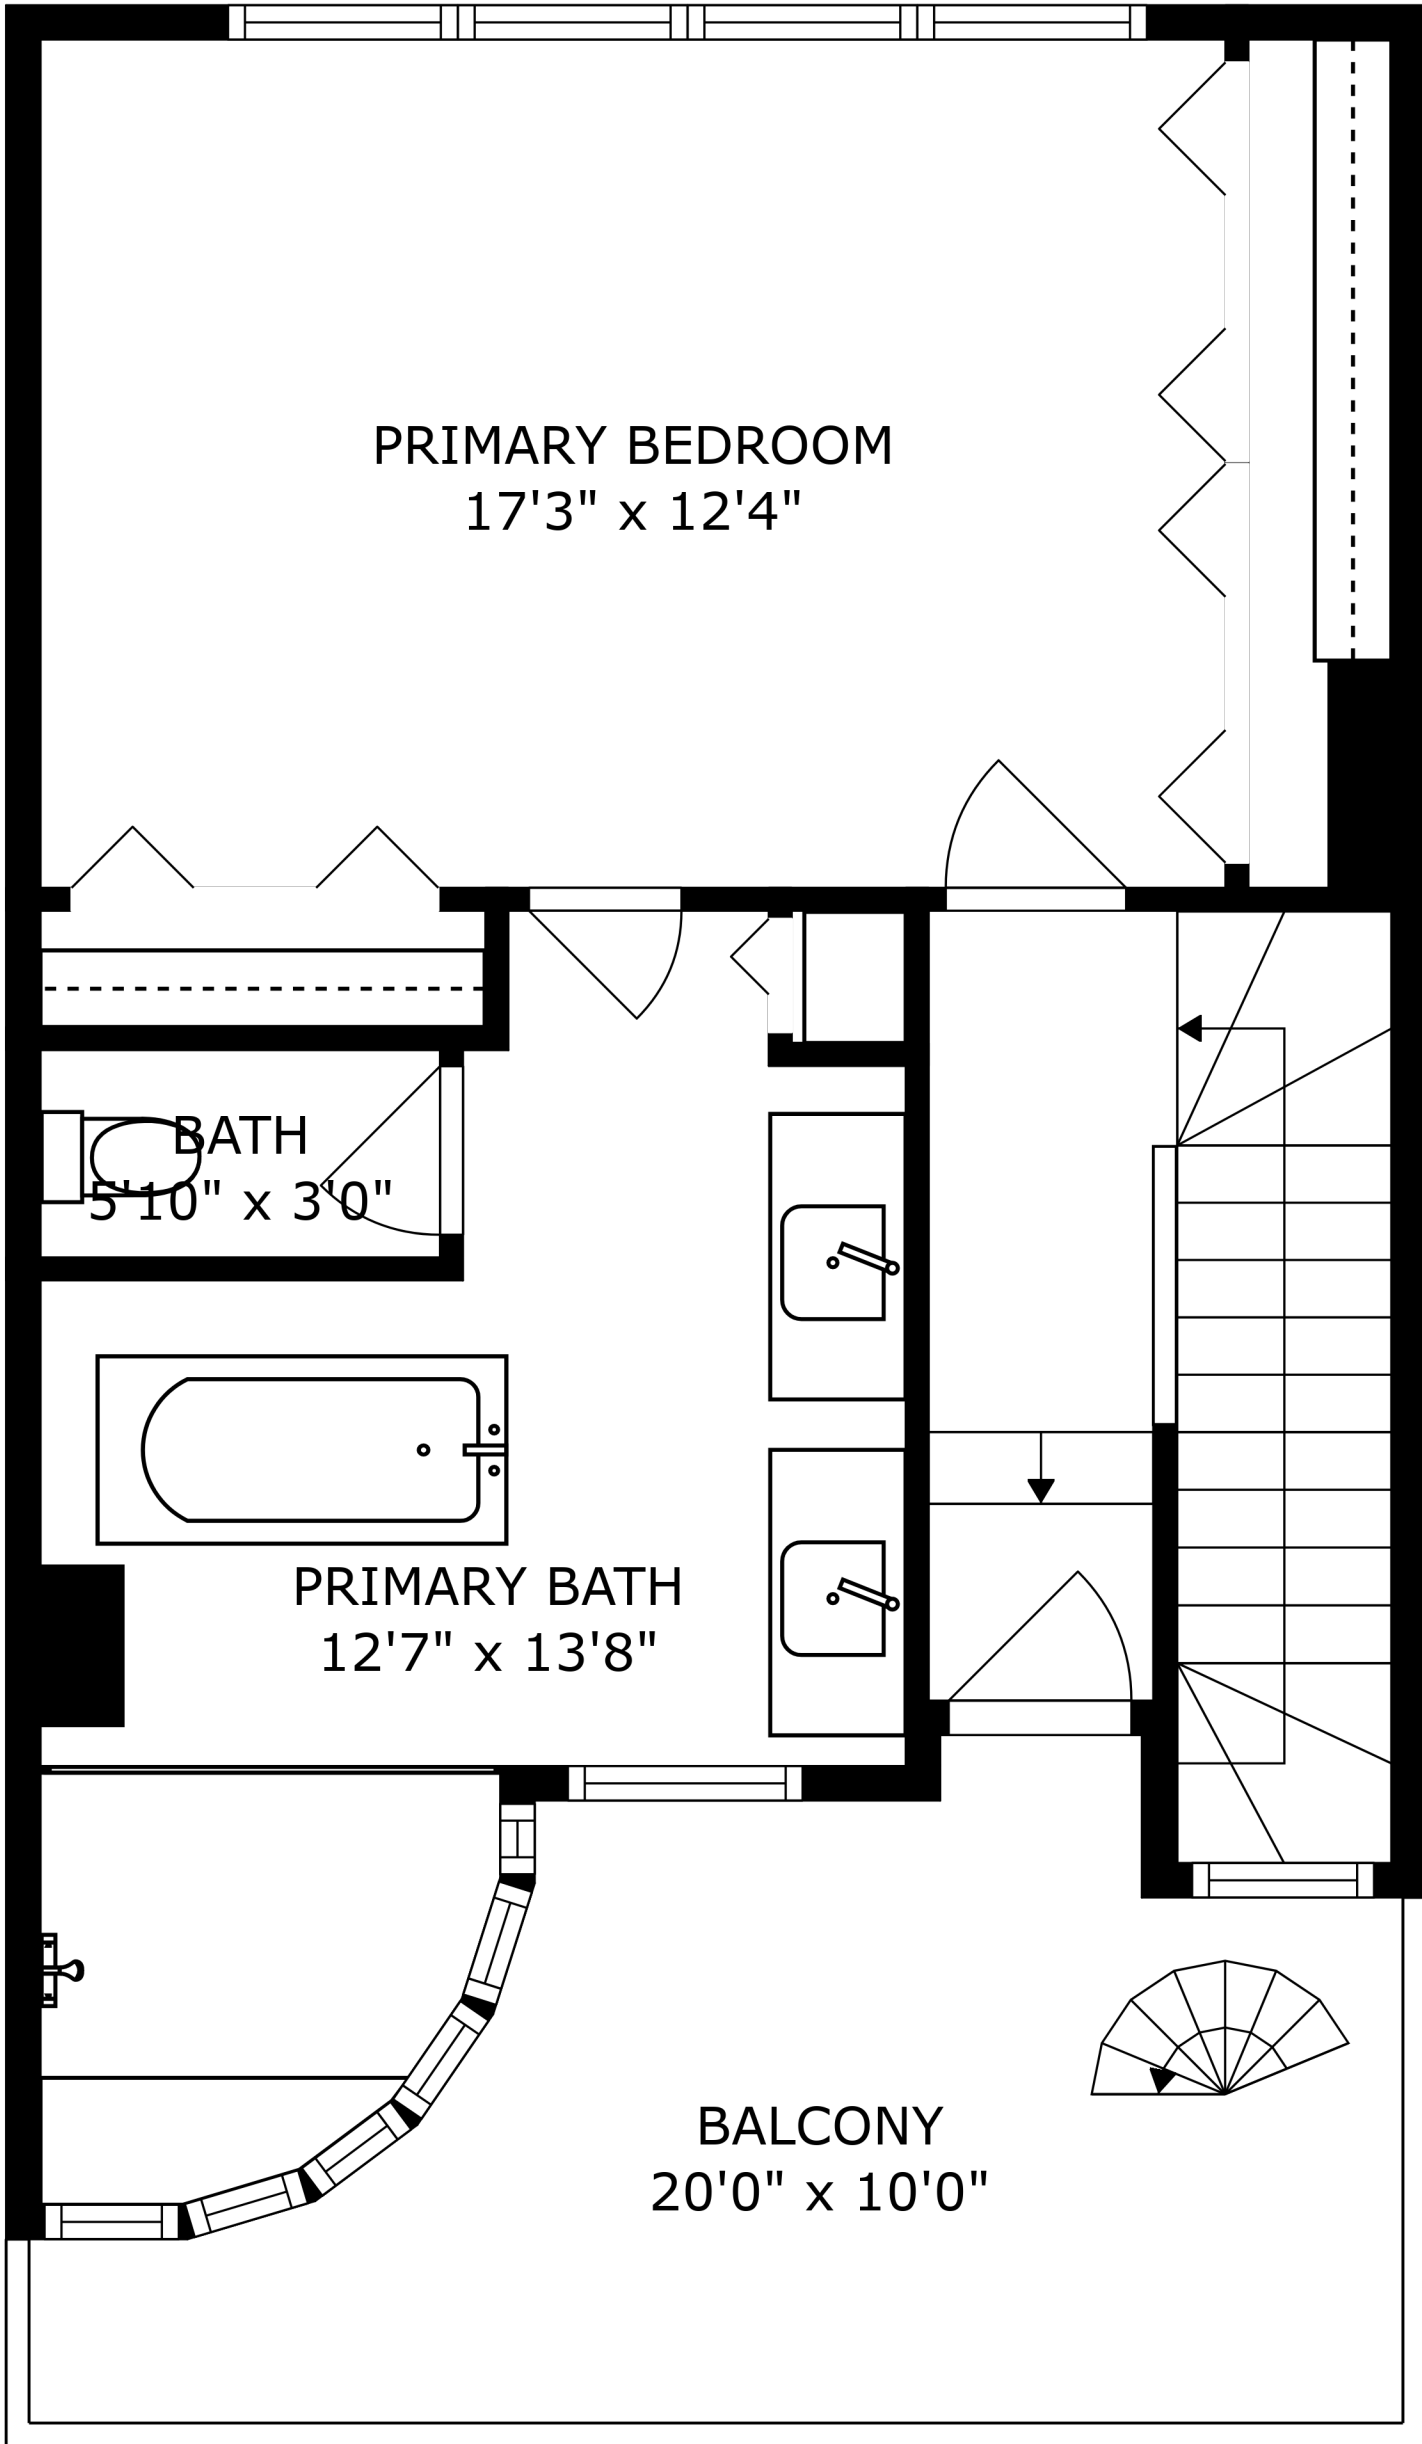 PRIMARY BEDROOM
17'3" x 12'4"
BATH
5'10" x 3'0"
PRIMARY BATH
12'7" x 13'8"
BALCONY
20'0" x 10'0"